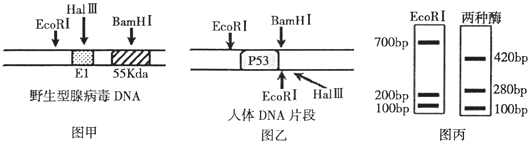 HalⅢ
EcoRⅠ
BamHⅠ
E1
55Kda
野生型腺病毒 DNA
图甲
EcoRⅠ
BamHⅠ
P53
EcoRⅠ
HalⅢ
人体 DNA 片段
图乙
EcoRⅠ
两种酶
700bp
420bp
200bp
280bp
100bp
100bp
图丙